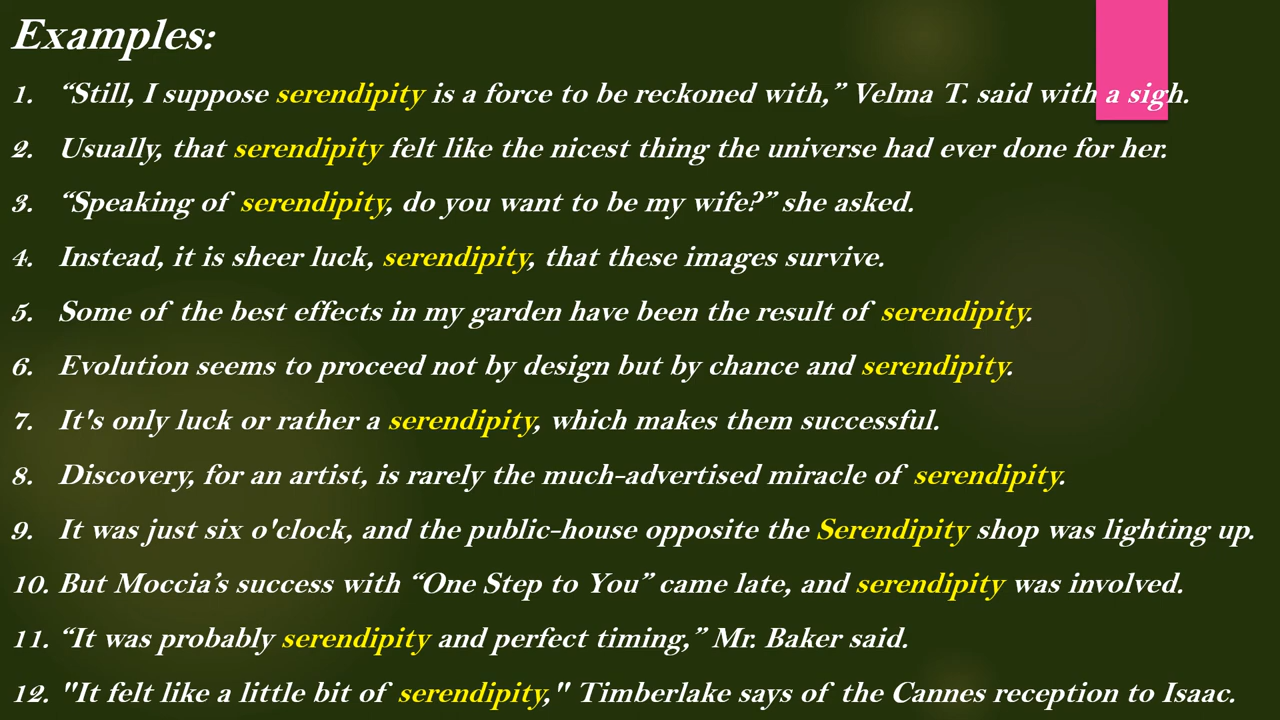 Examples:
1. “Still, I suppose serendipity is a force to be reckoned with,” Velma T. said with a sigh.
2. Usually, that serendipity felt like the nicest thing the universe had ever done for her.
3. “Speaking of serendipity, do you want to be my wife?” she asked.
4. Instead, it is sheer luck, serendipity, that these images survive.
5. Some of the best effects in my garden have been the result of serendipity.
6. Evolution seems to proceed not by design but by chance and serendipity.
7. It's only luck or rather a serendipity, which makes them successful.
8. Discovery, for an artist, is rarely the much-advertised miracle of serendipity.
9. It was just six o'clock, and the public-house opposite the Serendipity shop was lighting up.
10. But Moccia’s success with “One Step to You” came late, and serendipity was involved.
11. “It was probably serendipity and perfect timing,” Mr. Baker said.
12. "It felt like a little bit of serendipity," Timberlake says of the Cannes reception to Isaac.